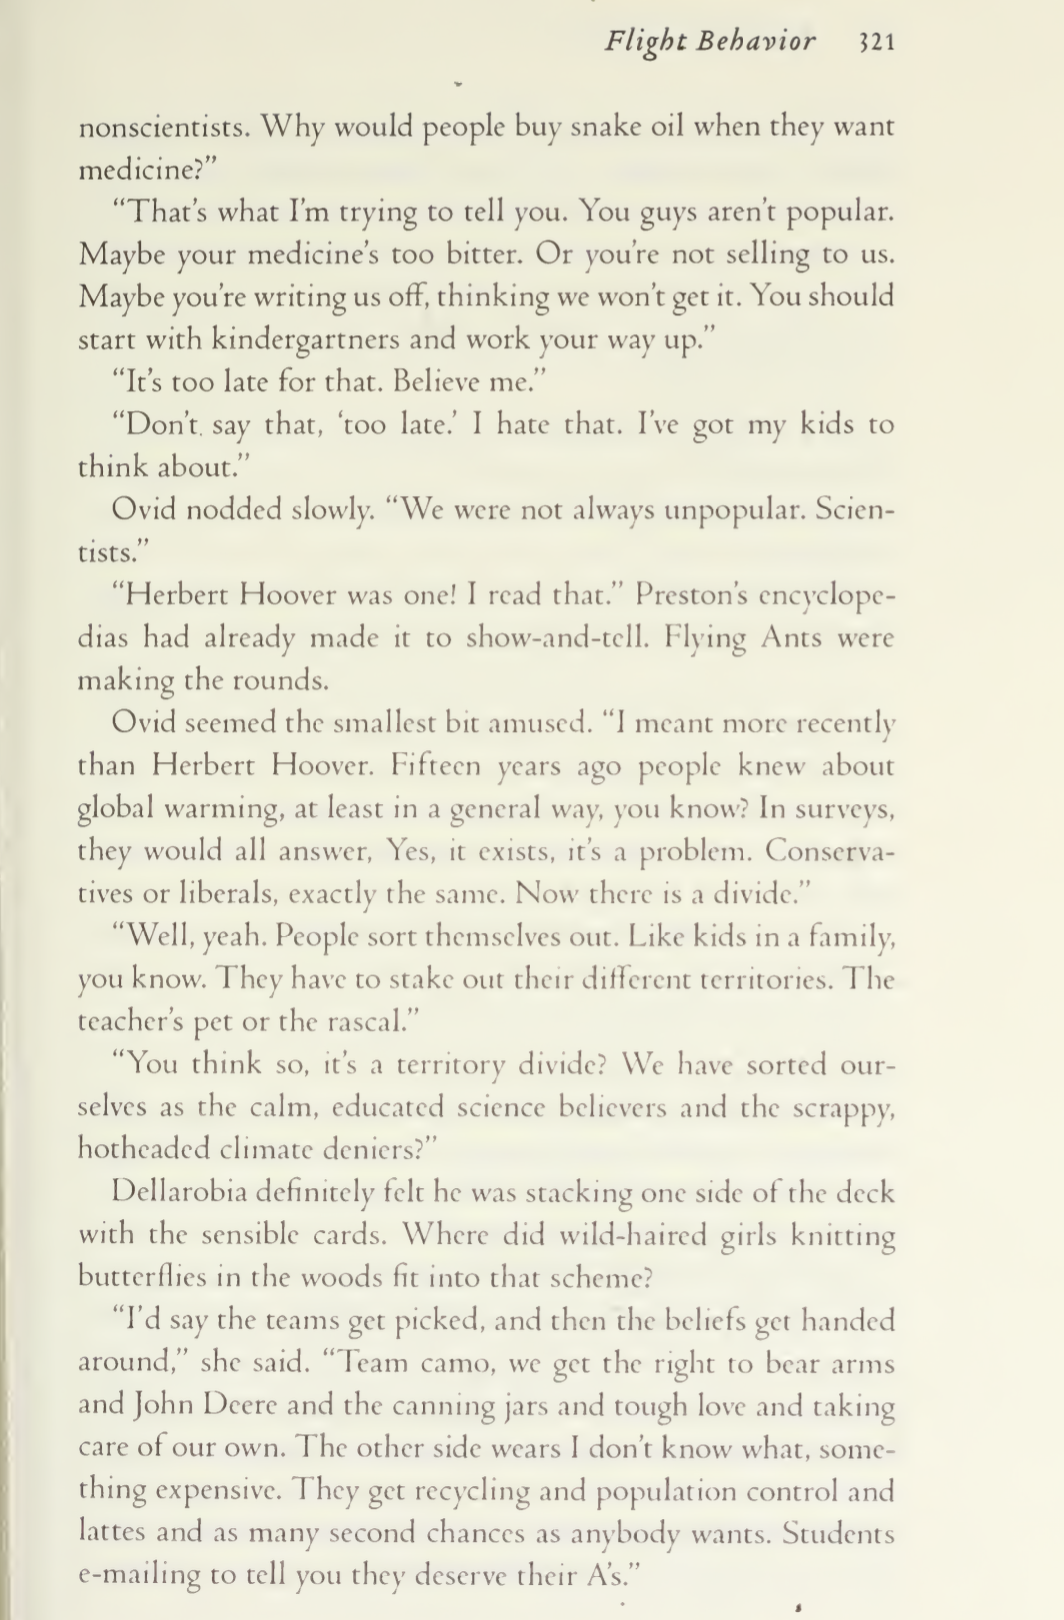 Flight Behavior 321
nonscientists. Why would people buy snake oil when they want
medicine?”
“That’s what I’m trying to tell you. You guys aren’t popular.
Maybe your medicine’s too bitter. Or you’re not selling to us.
Maybe you’re writing us off, thinking we won’t get it. You should
start with kindergartners and work your way up.”
“It’s too late for that. Believe me.”
“Don’t say that, ‘too late.’ I hate that. I’ve got my kids to
think about.”
Ovid nodded slowly. “We were not always unpopular. Scien-
tists.”
“Herbert Hoover was one! I read that.” Preston’s encyclope-
dias had already made it to show-and-tell. Flying Ants were
making the rounds.
Ovid seemed the smallest bit amused. “I meant more recently
than Herbert Hoover. Fifteen years ago people knew about
global warming, at least in a general way, you know? In surveys,
they would all answer, Yes, it exists, it’s a problem. Conserva-
tives or liberals, exactly the same. Now there is a divide.”
“Well, yeah. People sort themselves out. Like kids in a family,
you know. They have to stake out their different territories. The
teacher’s pet or the rascal.”
“You think so, it’s a territory divide? We have sorted our-
selves as the calm, educated science believers and the scrappy,
hotheaded climate deniers?”
Dellarobia definitely felt he was stacking one side of the deck
with the sensible cards. Where did wild-haired girls knitting
butterflies in the woods fit into that scheme?
“I’d say the teams get picked, and then the beliefs get handed
around,” she said. “Team camo, we get the right to bear arms
and John Deere and the canning jars and tough love and taking
care of our own. The other side wears I don’t know what, some-
thing expensive. They get recycling and population control and
lattes and as many second chances as anybody wants. Students
e-mailing to tell you they deserve their A’s.”